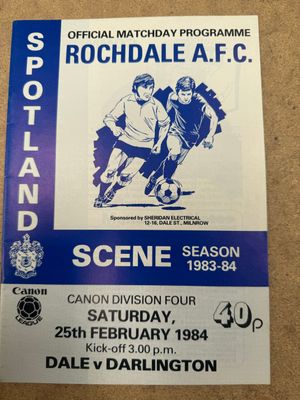 SPOTLAND
OFFICIAL MATCHDAY PROGRAMME
ROCHDALE A.F.C.
Sponsored by SHERIDAN ELECTRICAL
12-16, DALE ST., MILNROW
SCENE SEASON
1983-84
Canon
LEAGUE
CANON DIVISION FOUR
SATURDAY,
25th FEBRUARY 1984
Kick-off 3.00 p.m.
DALE v DARLINGTON
40p